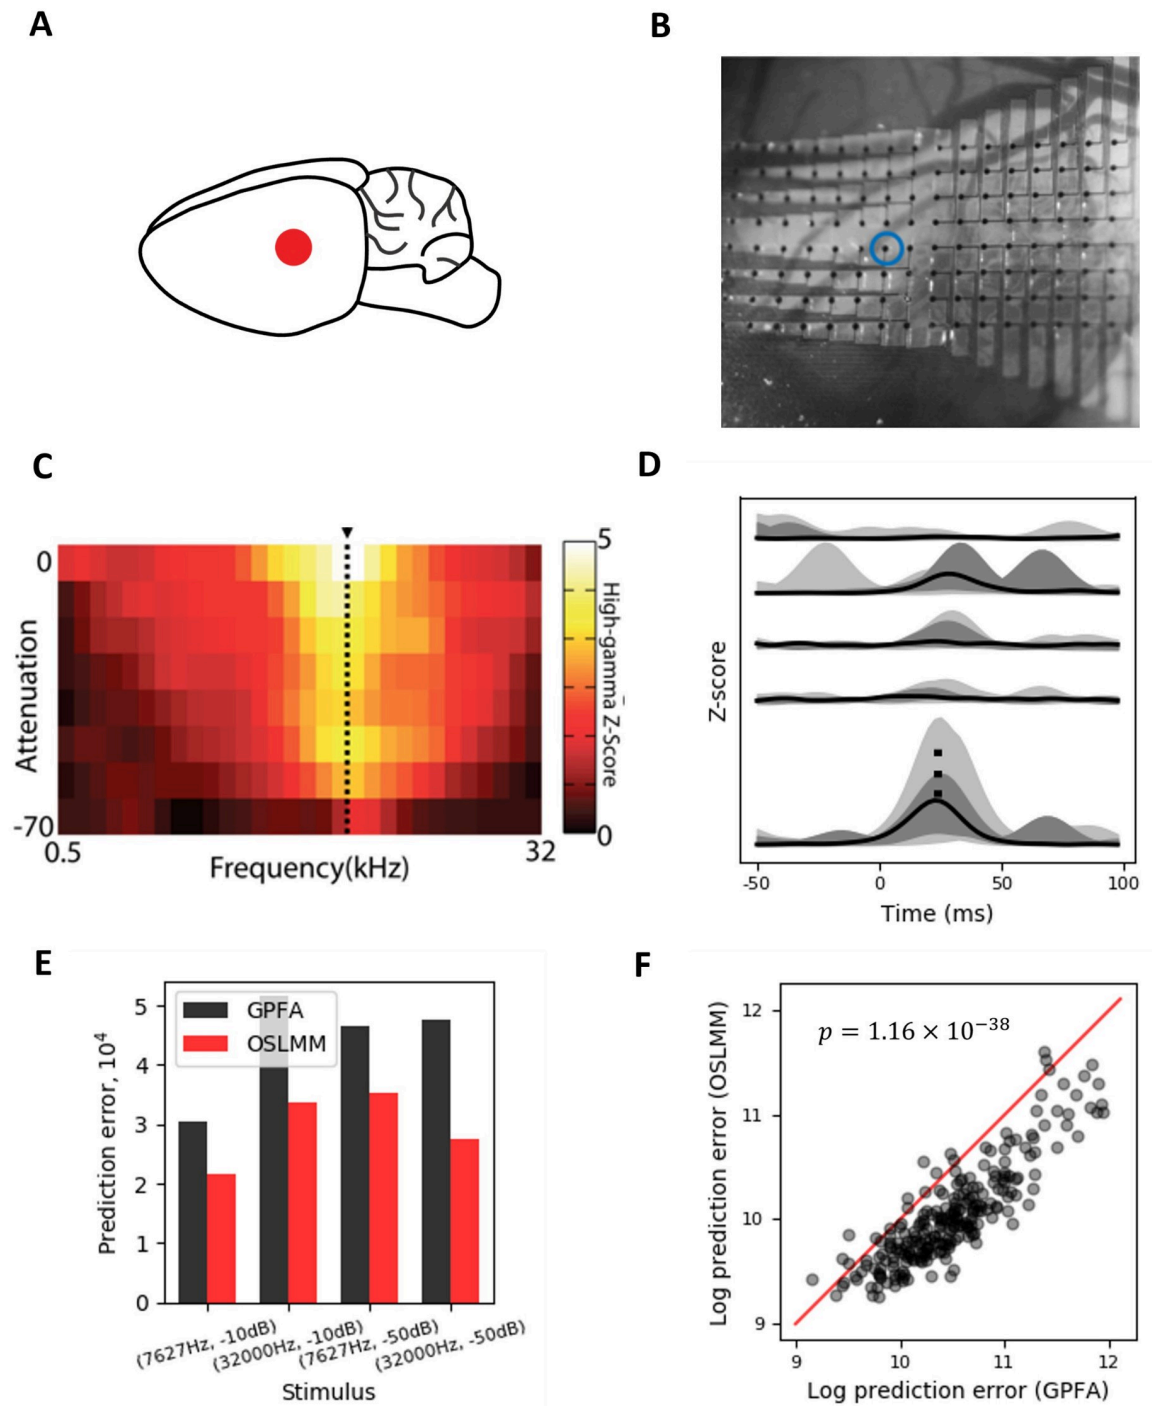 A
B
C
0
Attenuation
-70
0.5
Frequency(kHz)
32
5
High-gamma Z-Score
0
D
Z-score
-50
0
50
100
Time (ms)
E
5
4
3
2
1
0
Prediction error, 10⁴
GPFA
OSLMM
(7627Hz, -10dB)
(32000Hz, -10dB)
(7627Hz, -50dB)
(32000Hz, -50dB)
Stimulus
F
12
11
10
9
Log prediction error (OSLMM)
p = 1.16 × 10⁻³⁸
9
10
11
12
Log prediction error (GPFA)